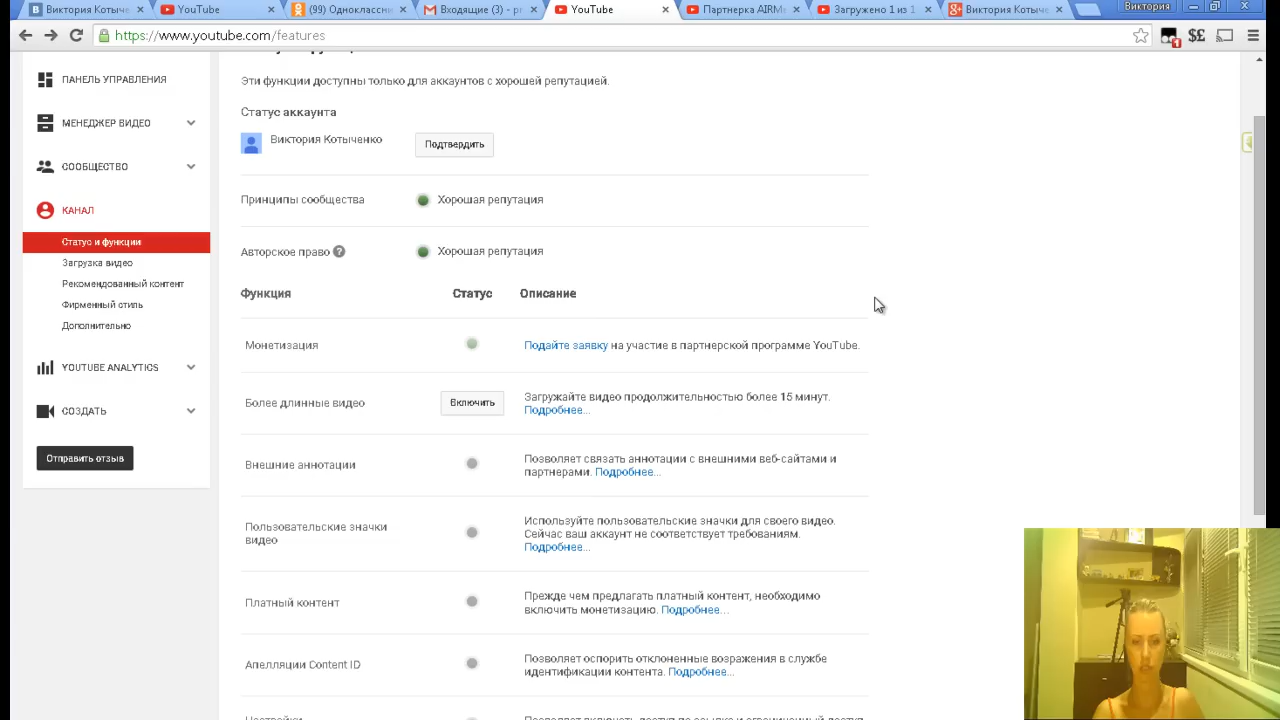 Виктория Котыче
YouTube
(99) Одноклассни
Входящие (3) - pr
YouTube
Партнерка AIRMe
Загружено 1 из 1
Виктория Котыче
Виктория
https://www.youtube.com/features
Эти функции доступны только для аккаунтов с хорошей репутацией.
Статус аккаунта
Виктория Котыченко
Подтвердить
Принципы сообщества
Хорошая репутация
Авторское право
Хорошая репутация
ПАНЕЛЬ УПРАВЛЕНИЯ
МЕНЕДЖЕР ВИДЕО
СООБЩЕСТВО
КАНАЛ
Статус и функции
Загрузка видео
Рекомендованный контент
Фирменный стиль
Дополнительно
YOUTUBE ANALYTICS
СОЗДАТЬ
Отправить отзыв
Функция Статус Описание
Монетизация
Подайте заявку на участие в партнерской программе YouTube.
Более длинные видео
Включить
Загружайте видео продолжительностью более 15 минут.
Подробнее...
Внешние аннотации
Позволяет связать аннотации с внешними веб-сайтами и
партнерами. Подробнее...
Пользовательские значки
видео
Используйте пользовательские значки для своего видео.
Сейчас ваш аккаунт не соответствует требованиям.
Подробнее...
Платный контент
Прежде чем предлагать платный контент, необходимо
включить монетизацию. Подробнее...
Апелляции Content ID
Позволяет оспорить отклоненные возражения в службе
идентификации контента. Подробнее...